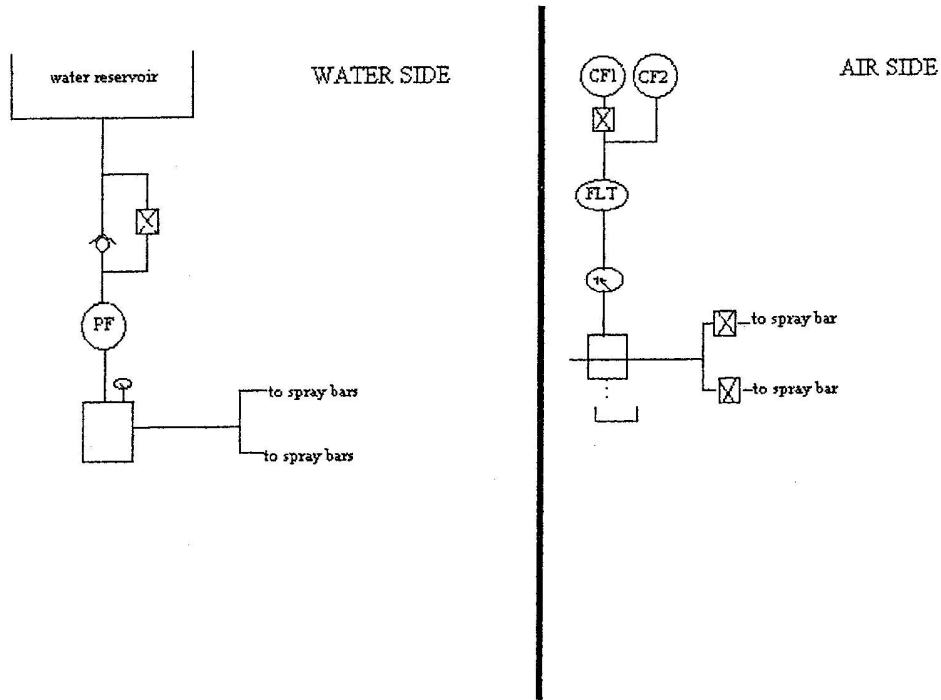 water reservoir
WATER SIDE
PF
to spray bars
to spray bars
AIR SIDE
CF1
CF2
FLT
to spray bar
to spray bar